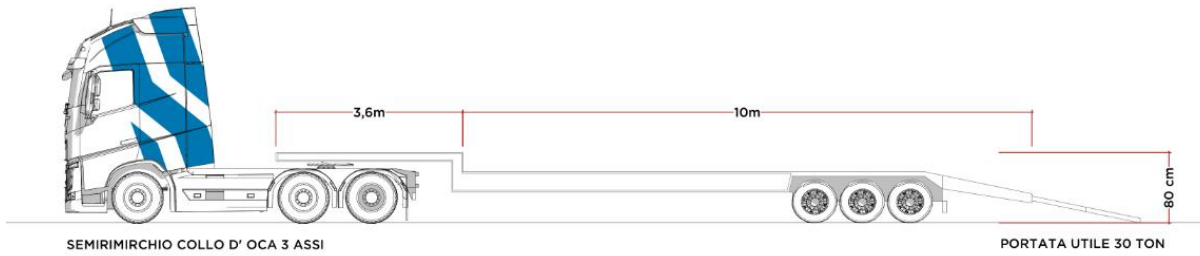 3,6m
10m
80 cm
SEMIRIMIRCHIO COLLO D' OCA 3 ASSI
PORTATA UTILE 30 TON